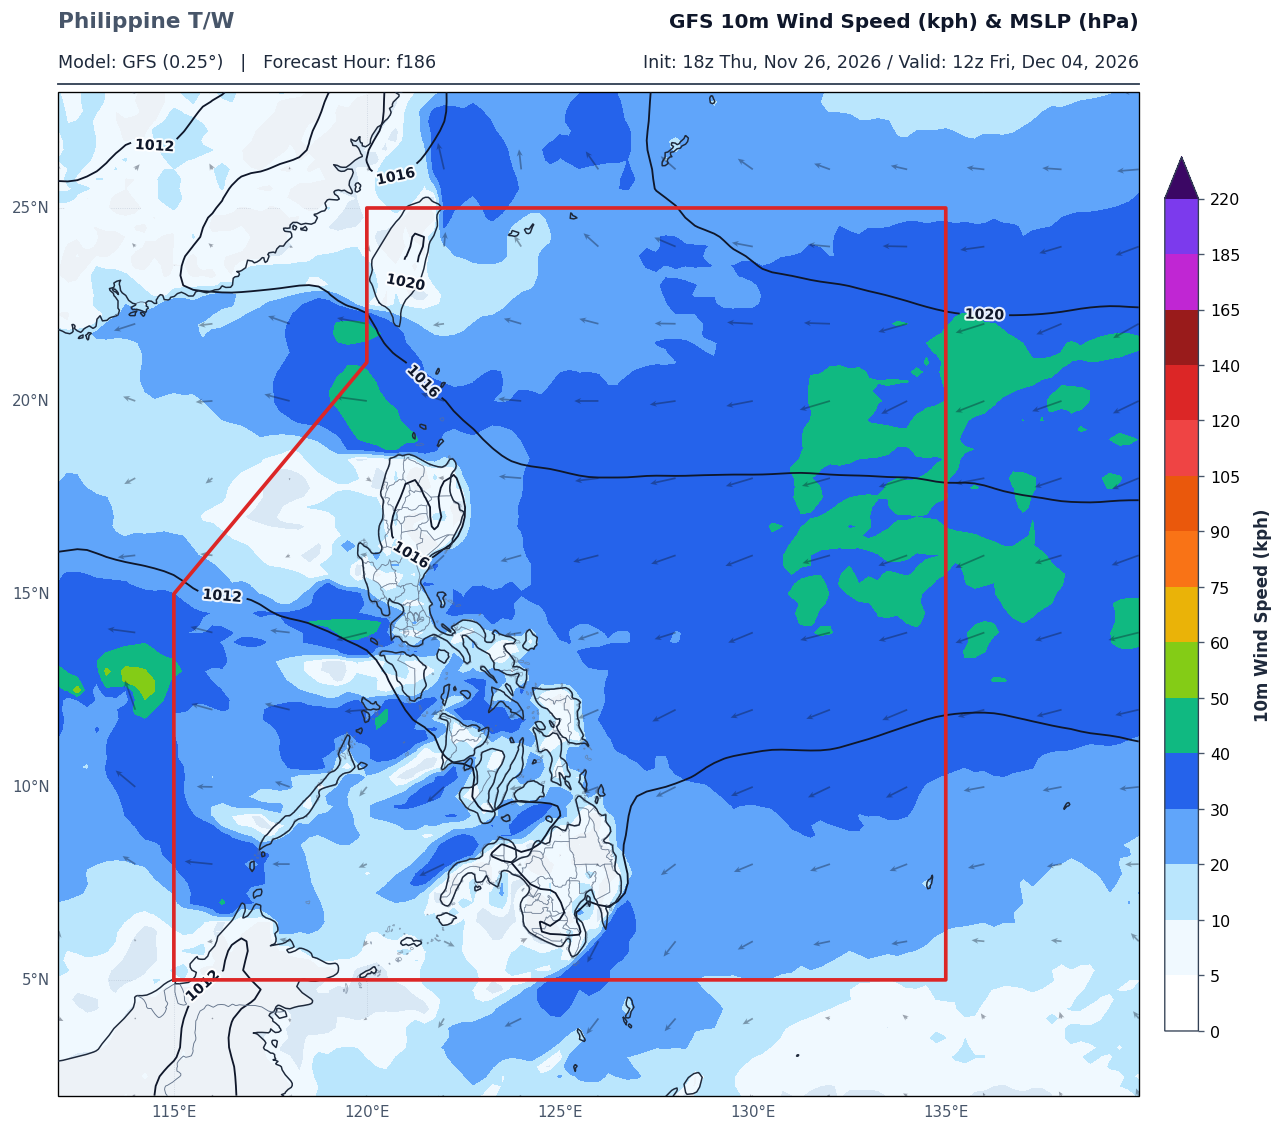 Philippine T/W
GFS 10m Wind Speed (kph) & MSLP (hPa)
Model: GFS (0.25°) | Forecast Hour: f186
Init: 18z Thu, Nov 26, 2026 / Valid: 12z Fri, Dec 04, 2026
1012
1016
1020
1020
1016
1016
1012
1012
25°N
20°N
15°N
10°N
5°N
115°E
120°E
125°E
130°E
135°E
220
185
165
140
120
105
90
75
60
50
40
30
20
10
5
0
10m Wind Speed (kph)